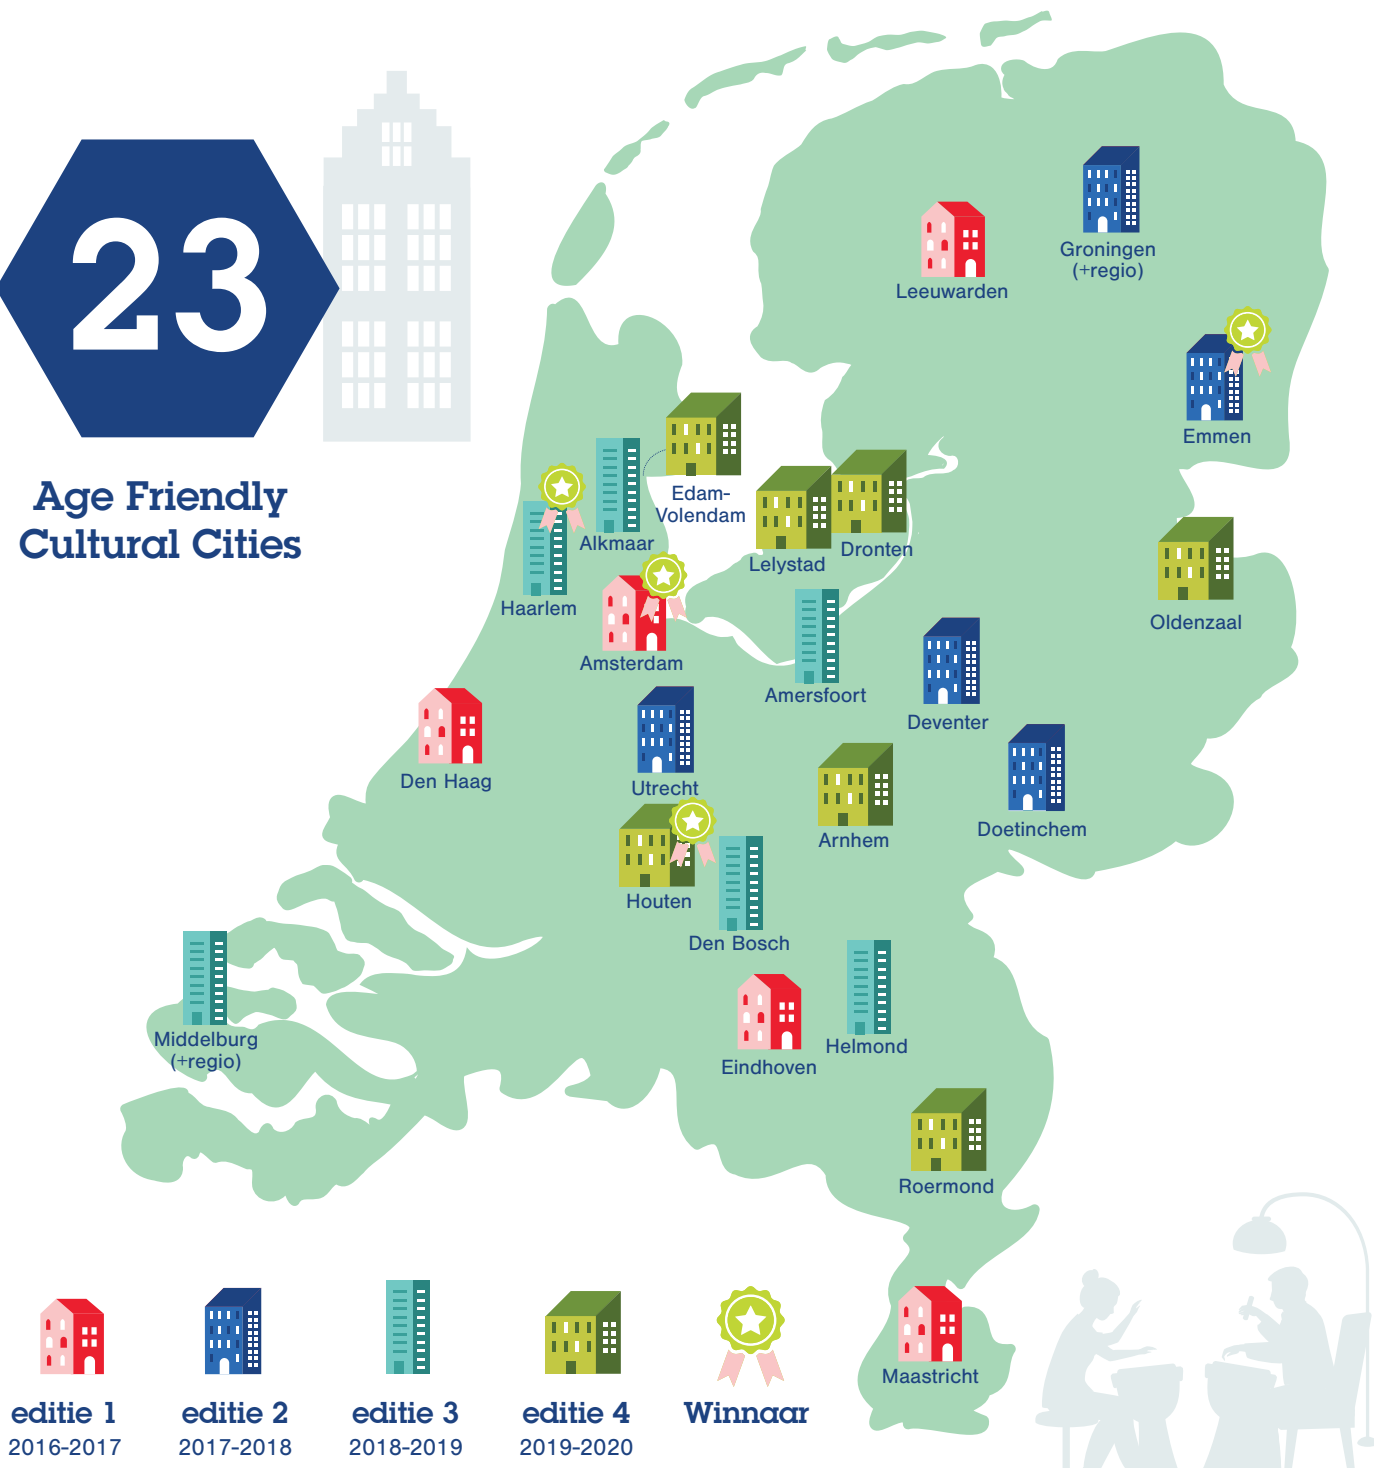 23
Age Friendly
Cultural Cities
Groningen
(+regio)
Leeuwarden
Emmen
Edam-
Volendam
Alkmaar
Dronten
Lelystad
Haarlem
Oldenzaal
Amsterdam
Amersfoort
Deventer
Den Haag
Utrecht
Doetinchem
Arnhem
Houten
Den Bosch
Middelburg
(+regio)
Helmond
Eindhoven
Roermond
Maastricht
editie 1
2016-2017
editie 2
2017-2018
editie 3
2018-2019
editie 4
2019-2020
Winnaar